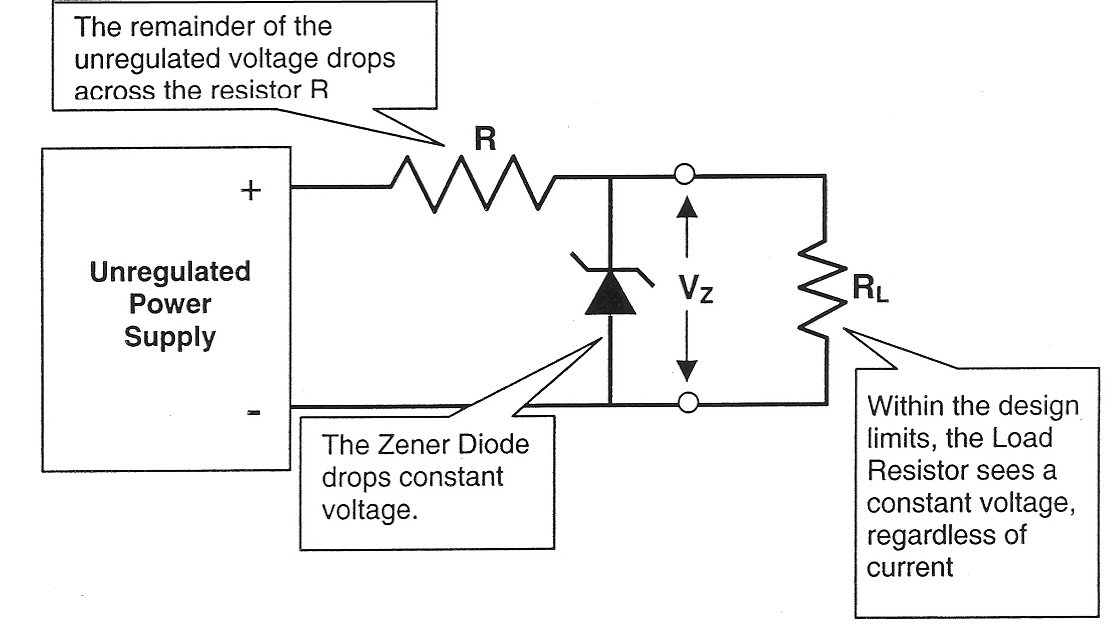 The remainder of the
unregulated voltage drops
across the resistor R
R
+
Unregulated
Power
Supply
-
VZ
RL
The Zener Diode
drops constant
voltage.
Within the design
limits, the Load
Resistor sees a
constant voltage,
regardless of
current